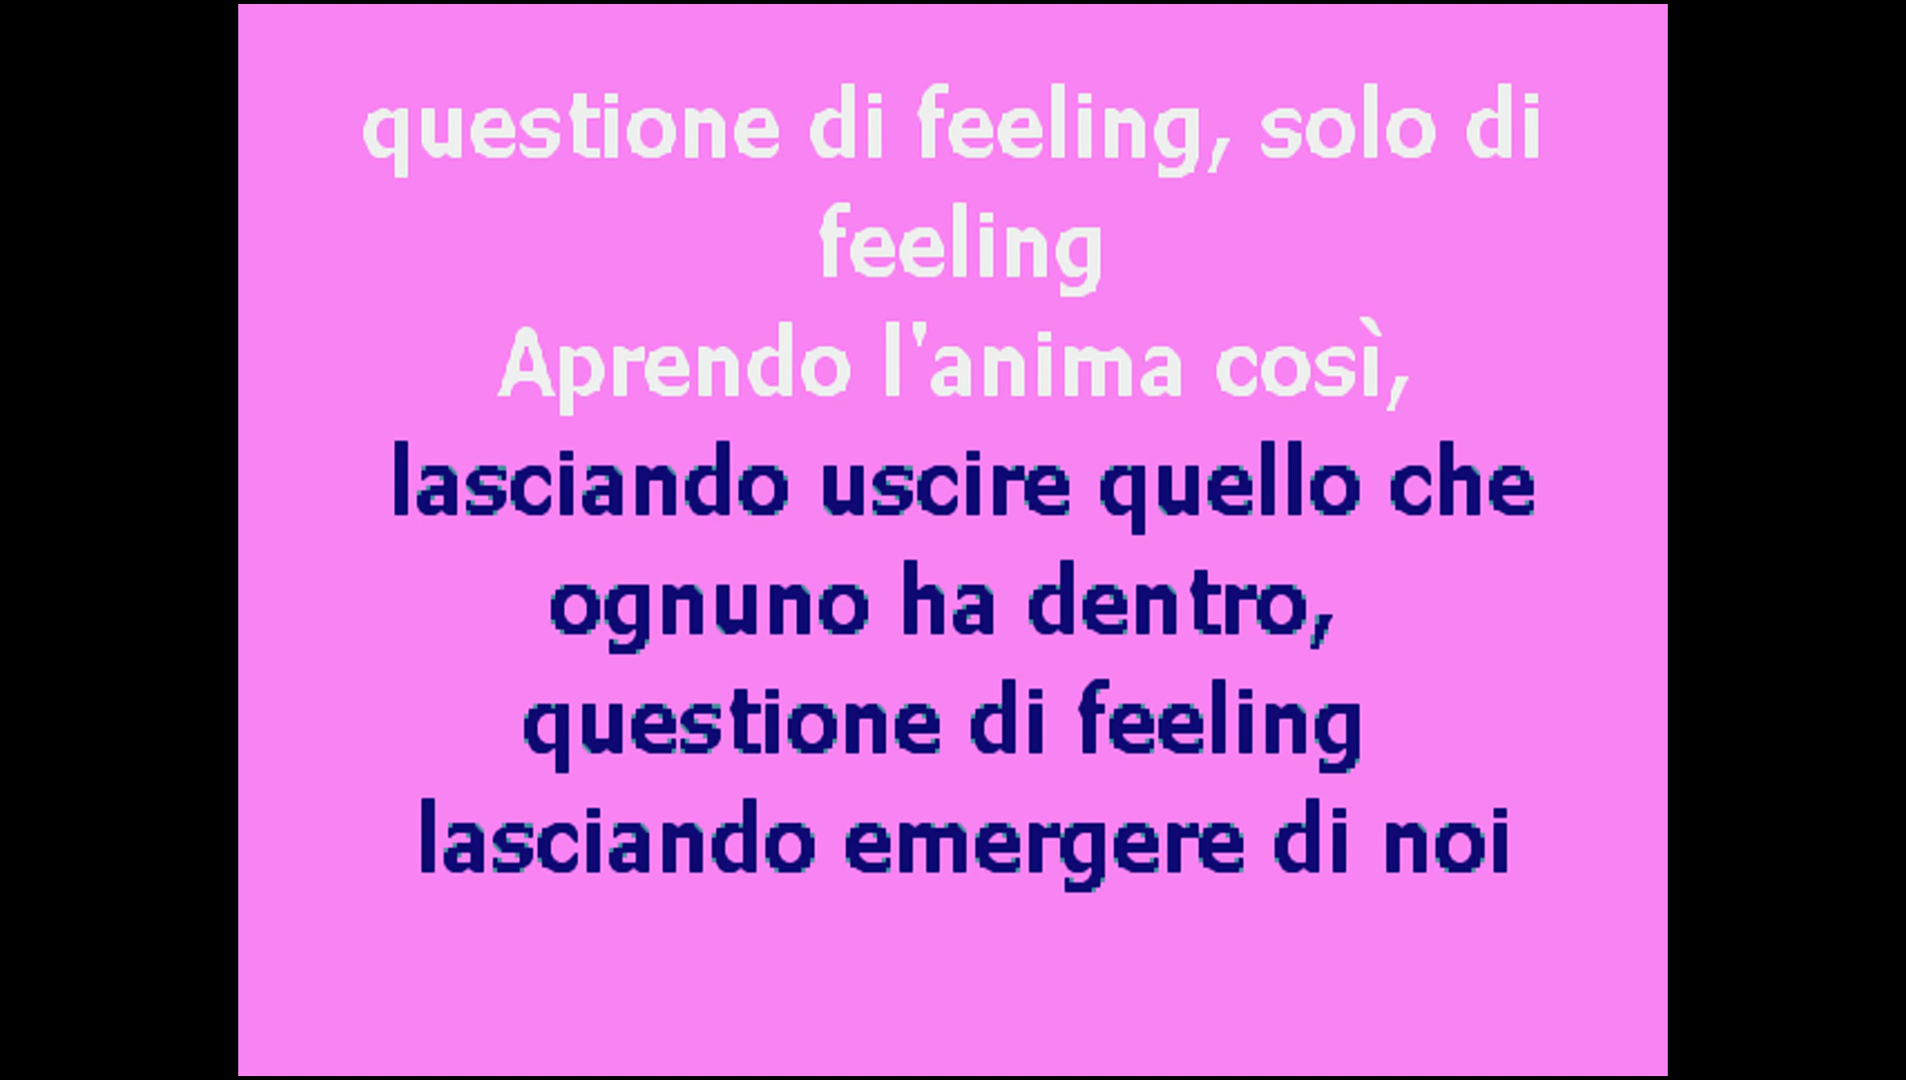 questione di feeling, solo di
feeling
Aprendo l'anima così,
lasciando uscire quello che
ognuno ha dentro,
questione di feeling
lasciando emergere di noi